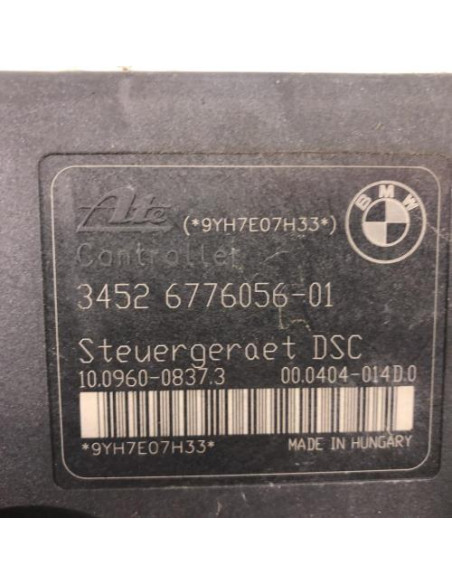 Ate (*9YH7E07H33*) BMW
Controller
3452 6776056-01
Steuergeraet DSC
10.0960-0837.3 00.0404-014D.0
*9YH7E07H33* MADE IN HUNGARY